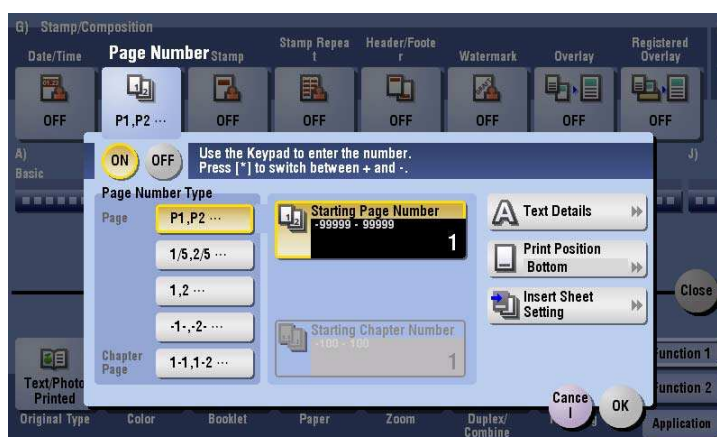 G) Stamp/Composition
Date/Time
Page Number
Stamp
Stamp Repea
t
Header/Foote
r
Watermark
Overlay
Registered
Overlay
OFF
P1,P2 ···
OFF
OFF
OFF
OFF
OFF
OFF
A)
Basic
J)
ON
OFF
Use the Keypad to enter the number.
Press [*] to switch between + and -.
Page Number Type
Page
P1,P2 ···
1/5,2/5 ···
1,2 ···
-1-,-2- ···
Chapter
Page
1-1,1-2 ···
Starting Page Number
-99999 - 99999
1
Starting Chapter Number
-100 - 100
1
Text Details
Print Position
Bottom
Insert Sheet
Setting
Close
Cance
l
OK
Text/Photo
Printed
unction 1
unction 2
Original Type
Color
Booklet
Paper
Zoom
Duplex/
Combine
Application